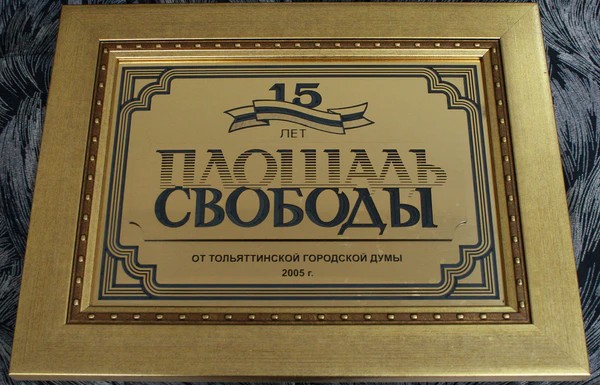 15
ЛЕТ
ПЛОЩАДЬ
СВОБОДЫ
ОТ ТОЛЬЯТТИНСКОЙ ГОРОДСКОЙ ДУМЫ
2005 г.